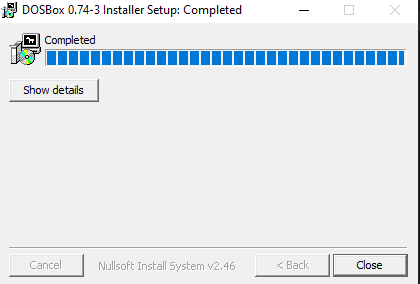 DOSBox 0.74-3 Installer Setup: Completed
Completed
Show details
Cancel
Nullsoft Install System v2.46
< Back
Close